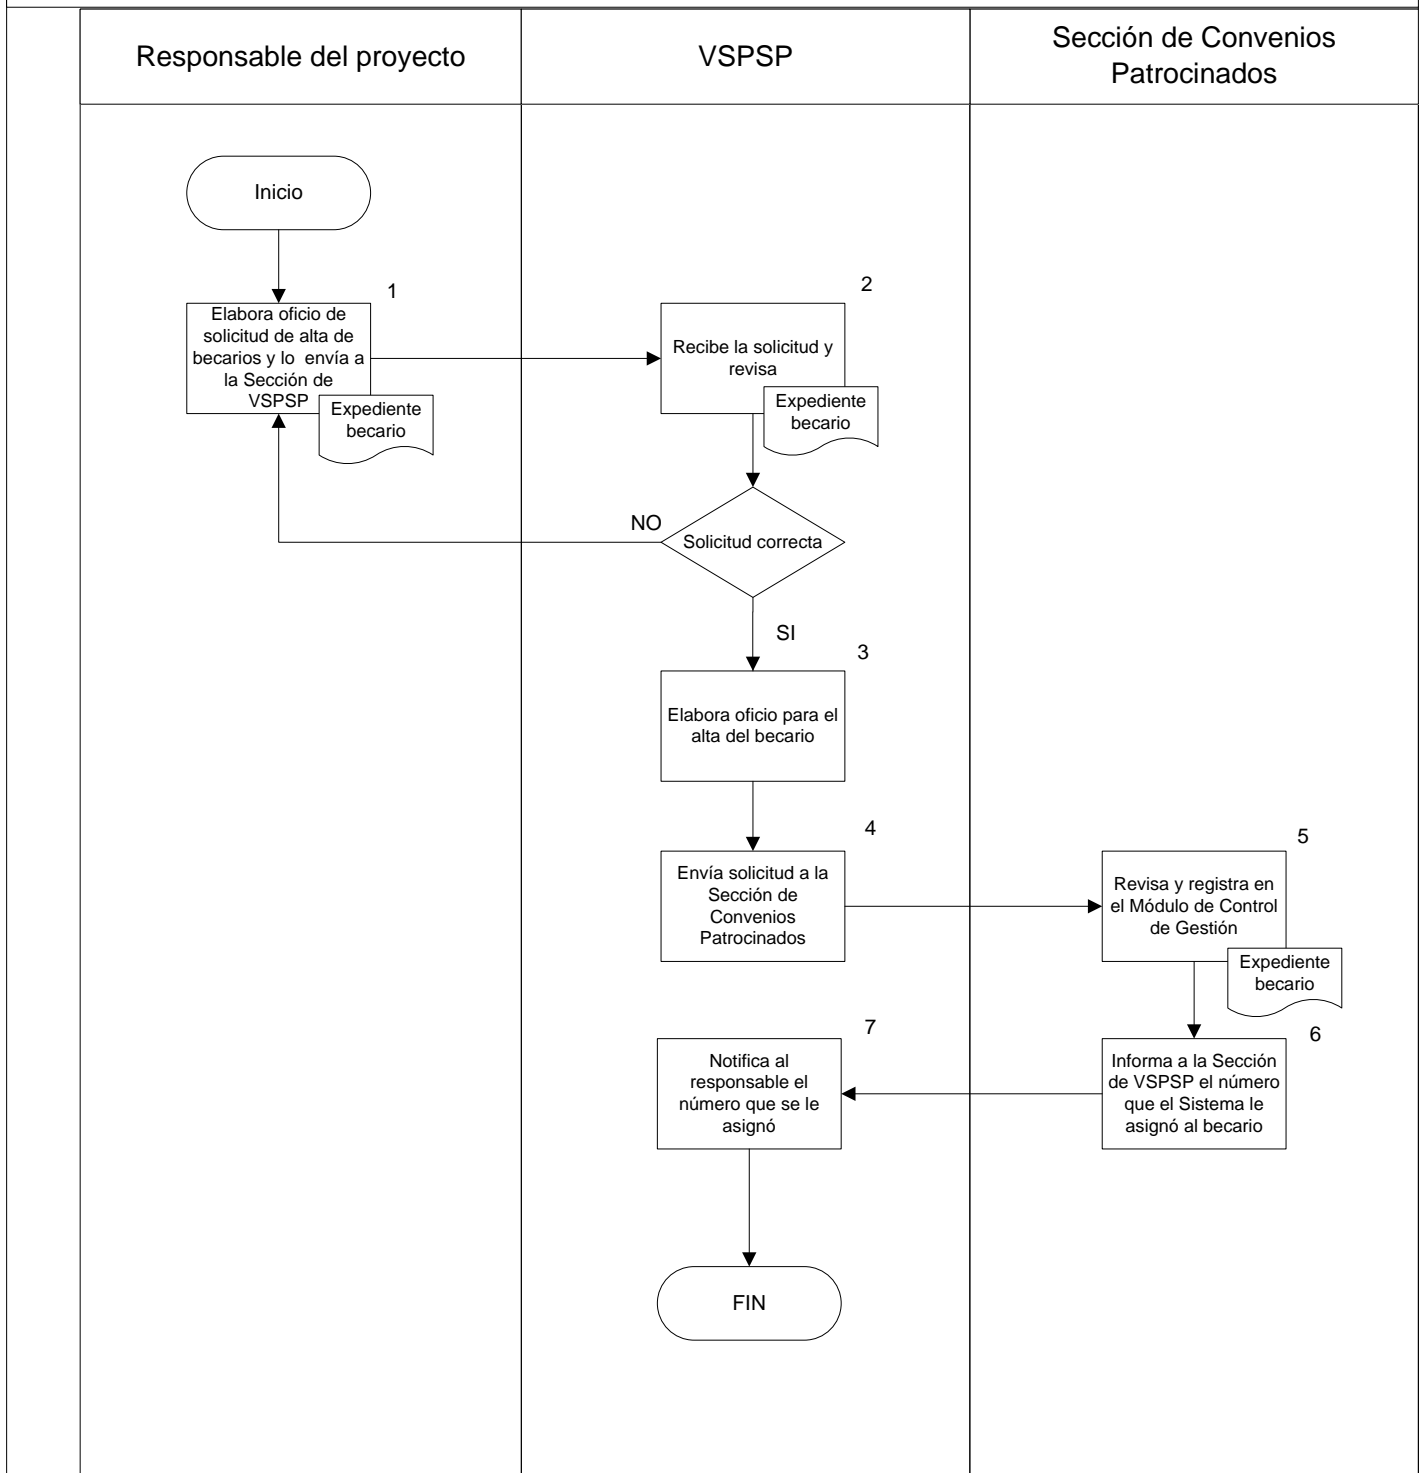 Responsable del proyecto
VSPSP
Sección de Convenios
Patrocinados
Inicio
1
Elabora oficio de
solicitud de alta de
becarios y lo envía a
la Sección de
VSPSP
Expediente
becario
2
Recibe la solicitud y
revisa
Expediente
becario
NO
Solicitud correcta
SI
3
Elabora oficio para el
alta del becario
4
Envía solicitud a la
Sección de
Convenios
Patrocinados
5
Revisa y registra en
el Módulo de Control
de Gestión
Expediente
becario
6
Informa a la Sección
de VSPSP el número
que el Sistema le
asignó al becario
7
Notifica al
responsable el
número que se le
asignó
FIN